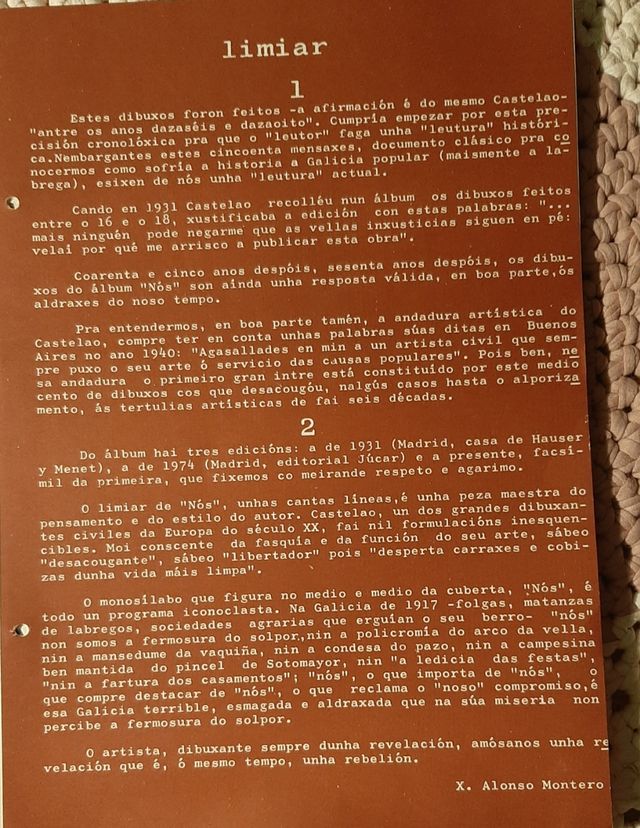 limiar
1
Estes dibuxos foron feitos -a afirmación é do mesmo Castelao-
"antre os anos dazaséis e dazaoito". Cumpría empezar por esta pre-
cisión cronolóxica pra que o "leutor" faga unha "leutura" históri-
ca.Nembargantes estes cincoenta mensaxes, documento clásico pra co
nocermos como sofría a historia a Galicia popular (maismente a la-
brega), esixen de nós unha "leutura" actual.
Cando en 1931 Castelao recolléu nun álbum os dibuxos feitos
entre o 16 e o 18, xustificaba a edición con estas palabras: "...
mais ninguén pode negarme que as vellas inxusticias siguen en pé:
velaí por qué me arrisco a publicar esta obra".
Coarenta e cinco anos despóis, sesenta anos despóis, os dibu-
xos do álbum "Nós" son aínda unha resposta válida, en boa parte,ós
aldraxes do noso tempo.
Pra entendermos, en boa parte tamén, a andadura artística do
Castelao, compre ter en conta unhas palabras súas ditas en Buenos
Aires no ano 1940: "Agasallades en min a un artista civil que sem-
pre puxo o seu arte ó servicio das causas populares". Pois ben, ne
sa andadura o primeiro gran intre está constituído por este medio
cento de dibuxos cos que desacougóu, nalgús casos hasta o alporiza
mento, ás tertulias artísticas de fai seis décadas.
2
Do álbum hai tres edicións: a de 1931 (Madrid, casa de Hauser
y Menet), a de 1974 (Madrid, editorial Júcar) e a presente, facsí-
mil da primeira, que fixemos co meirande respeto e agarimo.
O limiar de "Nós", unhas cantas líneas,é unha peza maestra do
pensamento e do estilo do autor. Castelao, un dos grandes dibuxan-
tes civiles da Europa do século XX, fai nil formulacións inesquen-
cibles. Moi conscente da fasquía e da función do seu arte, sábeo
"desacougante", sábeo "libertador" pois "desperta carraxes e cobi-
zas dunha vida máis limpa".
O monosílabo que figura no medio e medio da cuberta, "Nós", é
todo un programa iconoclasta. Na Galicia de 1917 -folgas, matanzas
de labregos, sociedades agrarias que erguían o seu berro- "nós"
non somos a fermosura do solpor,nin a policromía do arco da vella,
nin a mansedume da vaquiña, nin a condesa do pazo, nin a campesina
ben mantida do pincel de Sotomayor, nin "a ledicia das festas",
"nin a fartura dos casamentos"; "nós", o que importa de "nós", o
que compre destacar de "nós", o que reclama o "noso" compromiso,é
esa Galicia terrible, esmagada e aldraxada que na súa miseria non
percibe a fermosura do solpor.
O artista, dibuxante sempre dunha revelación, amósanos unha re
velación que é, ó mesmo tempo, unha rebelión.
X. Alonso Montero